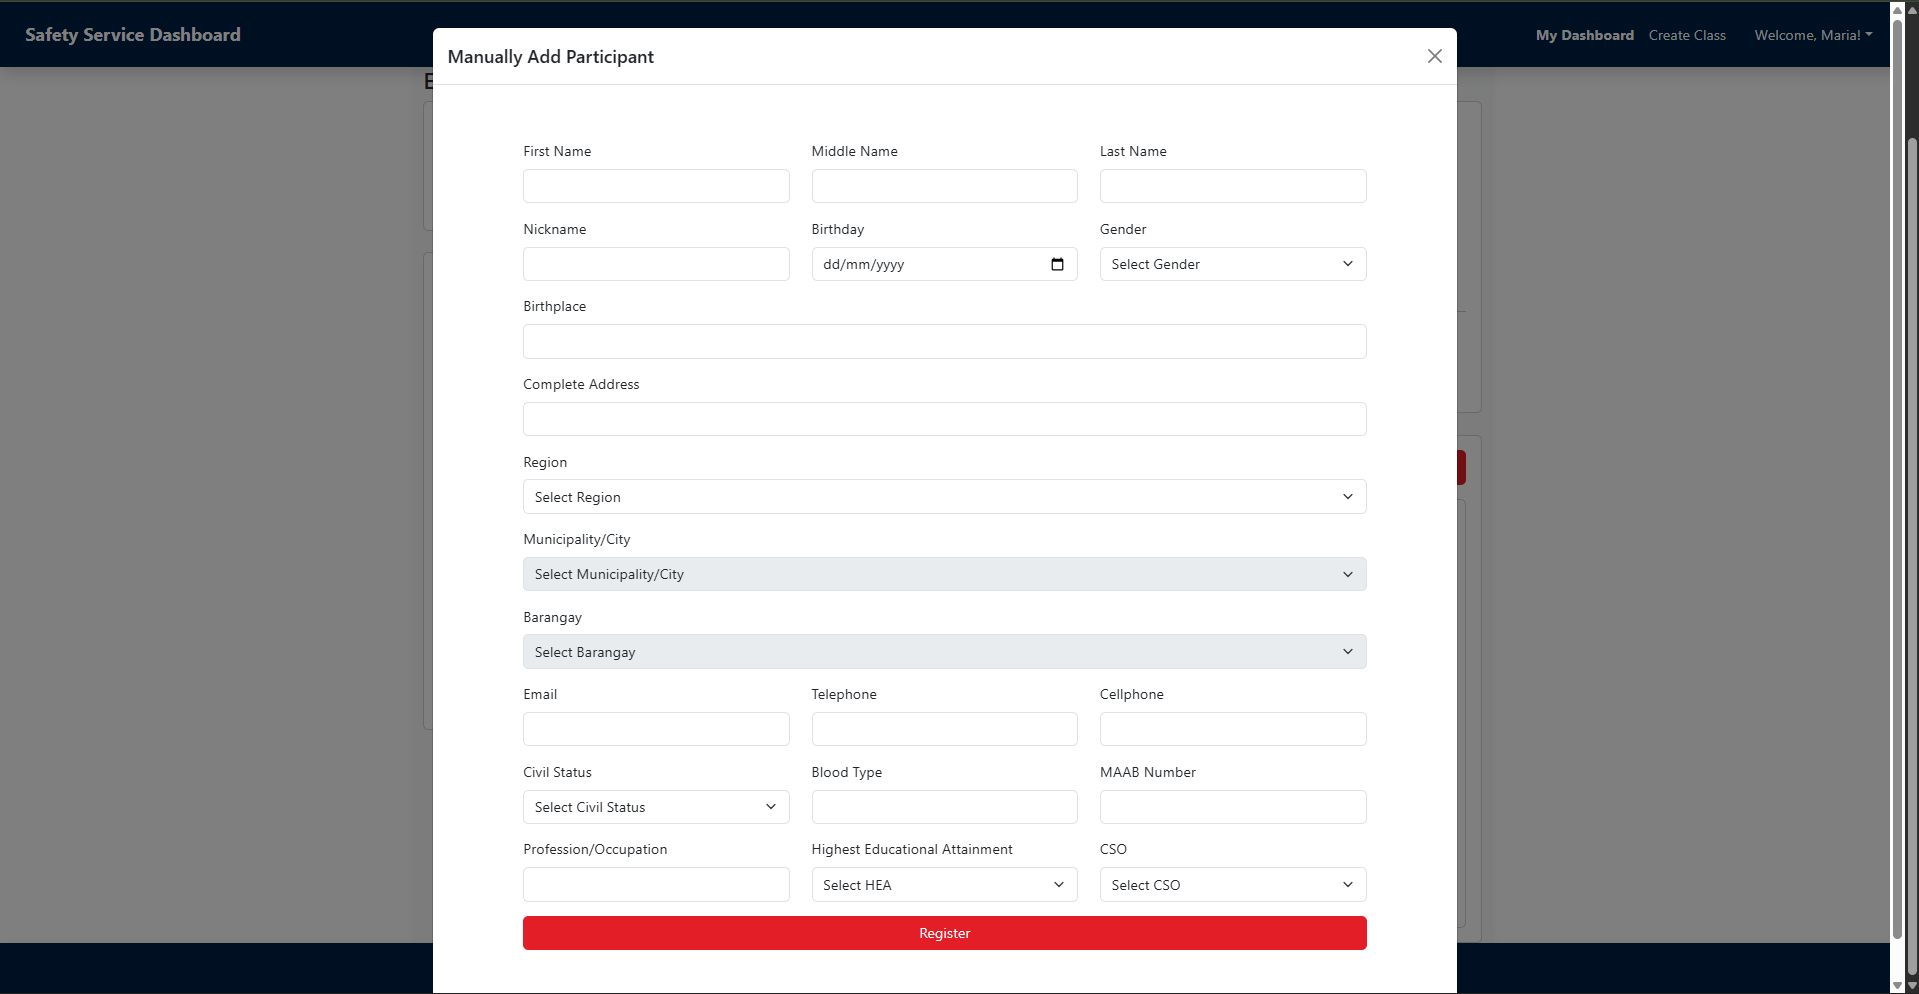 Safety Service Dashboard
My Dashboard Create Class Welcome, Maria!
Manually Add Participant
First Name Middle Name Last Name
Nickname Birthday Gender
dd/mm/yyyy Select Gender
Birthplace
Complete Address
Region
Select Region
Municipality/City
Select Municipality/City
Barangay
Select Barangay
Email Telephone Cellphone
Civil Status Blood Type MAAB Number
Select Civil Status
Profession/Occupation Highest Educational Attainment CSO
Select HEA Select CSO
Register